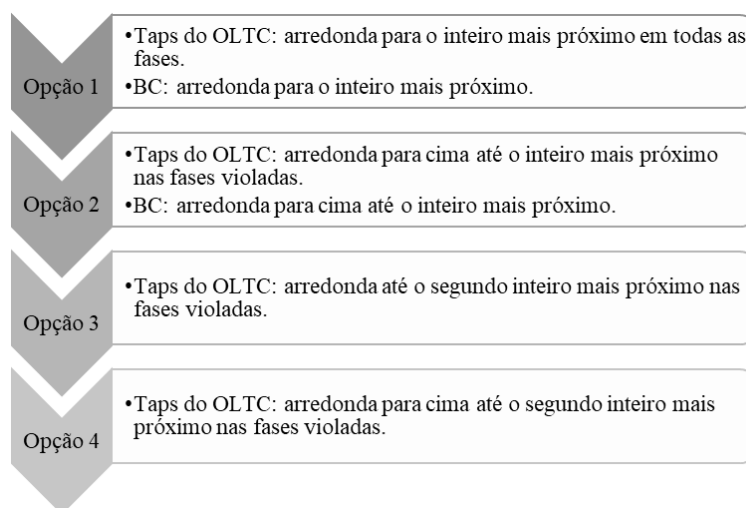 Opção 1
•Taps do OLTC: arredonda para o inteiro mais próximo em todas as
fases.
•BC: arredonda para o inteiro mais próximo.
Opção 2
•Taps do OLTC: arredonda para cima até o inteiro mais próximo
nas fases violadas.
•BC: arredonda para cima até o inteiro mais próximo.
Opção 3
•Taps do OLTC: arredonda até o segundo inteiro mais próximo nas
fases violadas.
Opção 4
•Taps do OLTC: arredonda para cima até o segundo inteiro mais
próximo nas fases violadas.